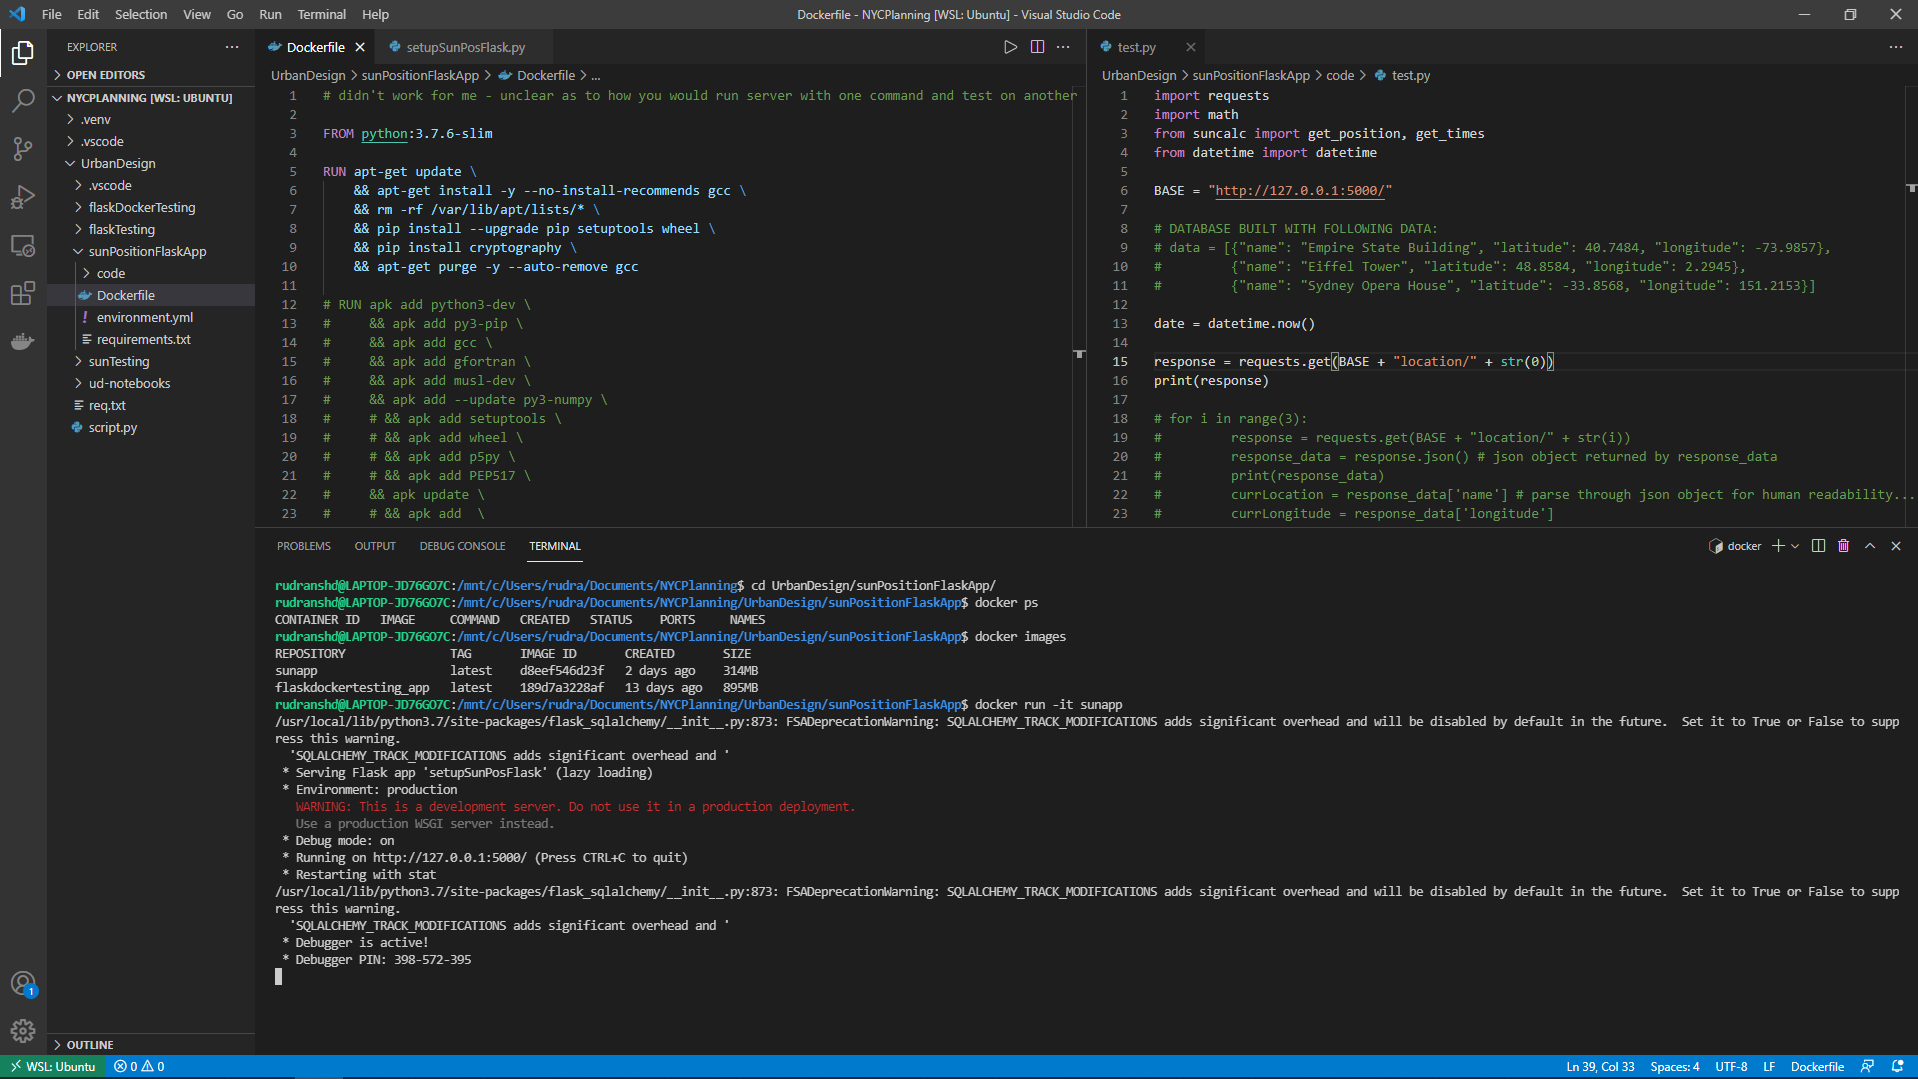 File Edit Selection View Go Run Terminal Help
Dockerfile - NYCPlanning [WSL: Ubuntu] - Visual Studio Code
EXPLORER
OPEN EDITORS
NYCPLANNING [WSL: UBUNTU]
.venv
.vscode
UrbanDesign
.vscode
flaskDockerTesting
flaskTesting
sunPositionFlaskApp
code
Dockerfile
! environment.yml
requirements.txt
sunTesting
ud-notebooks
req.txt
script.py
OUTLINE
Dockerfile
setupSunPosFlask.py
UrbanDesign > sunPositionFlaskApp > Dockerfile > ...
1 # didn't work for me - unclear as to how you would run server with one command and test on another
2
3 FROM python:3.7.6-slim
4
5 RUN apt-get update \
6 && apt-get install -y --no-install-recommends gcc \
7 && rm -rf /var/lib/apt/lists/* \
8 && pip install --upgrade pip setuptools wheel \
9 && pip install cryptography \
10 && apt-get purge -y --auto-remove gcc
11
12 # RUN apk add python3-dev \
13 # && apk add py3-pip \
14 # && apk add gcc \
15 # && apk add gfortran \
16 # && apk add musl-dev \
17 # && apk add --update py3-numpy \
18 # # && apk add setuptools \
19 # # && apk add wheel \
20 # # && apk add p5py \
21 # # && apk add PEP517 \
22 # && apk update \
23 # # && apk add \
test.py
UrbanDesign > sunPositionFlaskApp > code > test.py
1 import requests
2 import math
3 from suncalc import get_position, get_times
4 from datetime import datetime
5
6 BASE = "http://127.0.0.1:5000/"
7
8 # DATABASE BUILT WITH FOLLOWING DATA:
9 # data = [{"name": "Empire State Building", "latitude": 40.7484, "longitude": -73.9857},
10 # {"name": "Eiffel Tower", "latitude": 48.8584, "longitude": 2.2945},
11 # {"name": "Sydney Opera House", "latitude": -33.8568, "longitude": 151.2153}]
12
13 date = datetime.now()
14
15 response = requests.get(BASE + "location/" + str(0))
16 print(response)
17
18 # for i in range(3):
19 # response = requests.get(BASE + "location/" + str(i))
20 # response_data = response.json() # json object returned by response_data
21 # print(response_data)
22 # currLocation = response_data['name'] # parse through json object for human readability...
23 # currLongitude = response_data['longitude']
PROBLEMS OUTPUT DEBUG CONSOLE TERMINAL
docker
rudranshd@LAPTOP-JD76GO7C:/mnt/c/Users/rudra/Documents/NYCPlanning$ cd UrbanDesign/sunPositionFlaskApp/
rudranshd@LAPTOP-JD76GO7C:/mnt/c/Users/rudra/Documents/NYCPlanning/UrbanDesign/sunPositionFlaskApp$ docker ps
CONTAINER ID IMAGE COMMAND CREATED STATUS PORTS NAMES
rudranshd@LAPTOP-JD76GO7C:/mnt/c/Users/rudra/Documents/NYCPlanning/UrbanDesign/sunPositionFlaskApp$ docker images
REPOSITORY TAG IMAGE ID CREATED SIZE
sunapp latest d8eef546d23f 2 days ago 314MB
flaskdockertesting_app latest 189d7a3228af 13 days ago 895MB
rudranshd@LAPTOP-JD76GO7C:/mnt/c/Users/rudra/Documents/NYCPlanning/UrbanDesign/sunPositionFlaskApp$ docker run -it sunapp
/usr/local/lib/python3.7/site-packages/flask_sqlalchemy/__init__.py:873: FSADeprecationWarning: SQLALCHEMY_TRACK_MODIFICATIONS adds significant overhead and will be disabled by default in the future. Set it to True or False to supp
ress this warning.
'SQLALCHEMY_TRACK_MODIFICATIONS adds significant overhead and '
* Serving Flask app 'setupSunPosFlask' (lazy loading)
* Environment: production
WARNING: This is a development server. Do not use it in a production deployment.
Use a production WSGI server instead.
* Debug mode: on
* Running on http://127.0.0.1:5000/ (Press CTRL+C to quit)
* Restarting with stat
/usr/local/lib/python3.7/site-packages/flask_sqlalchemy/__init__.py:873: FSADeprecationWarning: SQLALCHEMY_TRACK_MODIFICATIONS adds significant overhead and will be disabled by default in the future. Set it to True or False to supp
ress this warning.
'SQLALCHEMY_TRACK_MODIFICATIONS adds significant overhead and '
* Debugger is active!
* Debugger PIN: 398-572-395
1
WSL: Ubuntu 0 0
Ln 39, Col 33 Spaces: 4 UTF-8 LF Dockerfile